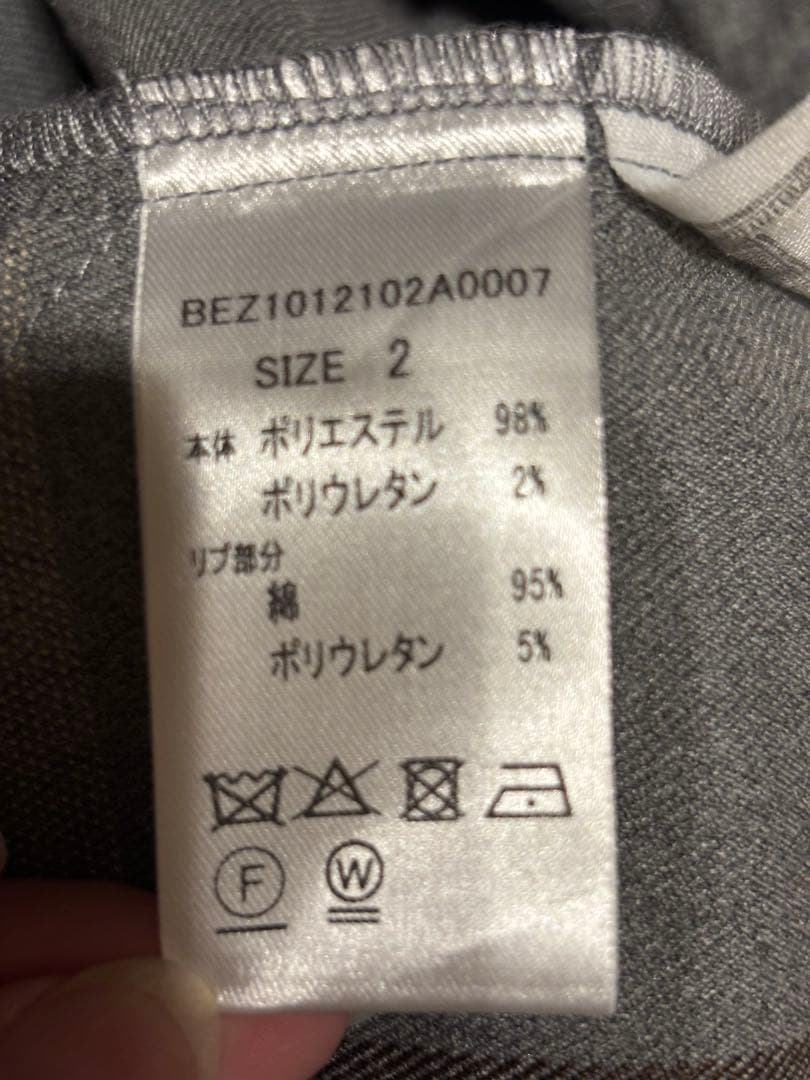 BEZ1012102A0007
SIZE 2
本体 ポリエステル 98%
ポリウレタン 2%
リブ部分
綿 95%
ポリウレタン 5%
F
W